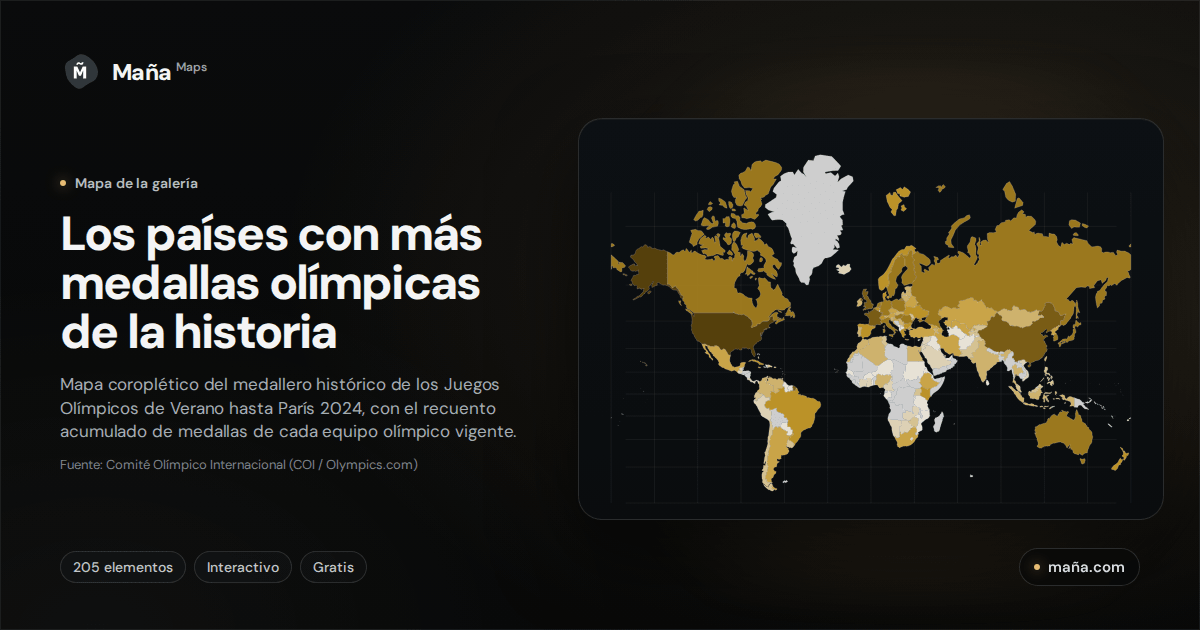 M̃ Maña Maps
Mapa de la galería
Los países con más
medallas olímpicas
de la historia
Mapa coroplético del medallero histórico de los Juegos
Olímpicos de Verano hasta París 2024, con el recuento
acumulado de medallas de cada equipo olímpico vigente.
Fuente: Comité Olímpico Internacional (COI / Olympics.com)
205 elementos Interactivo Gratis
maña.com